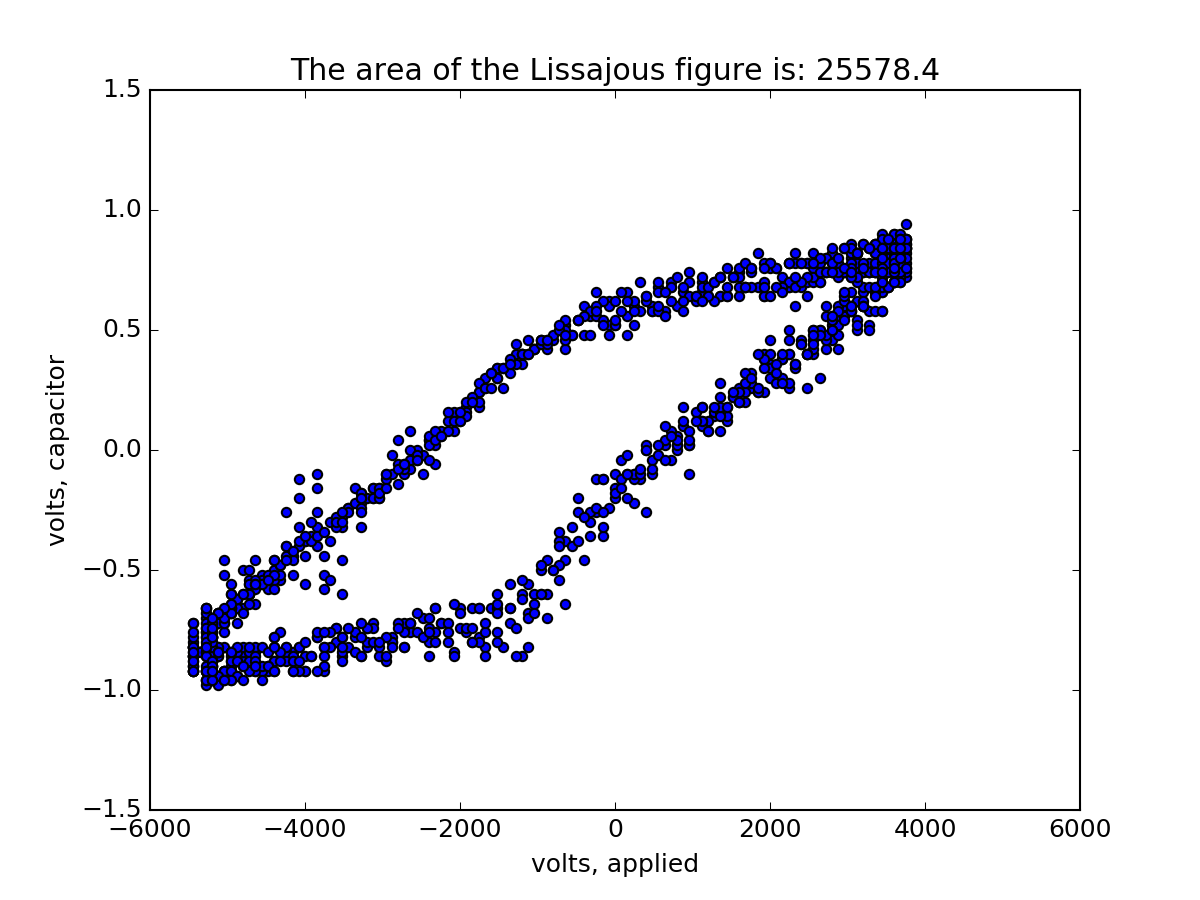 The area of the Lissajous figure is: 25578.4
1.5
1.0
0.5
0.0
−0.5
−1.0
−1.5
volts, capacitor
−6000 −4000 −2000 0 2000 4000 6000
volts, applied